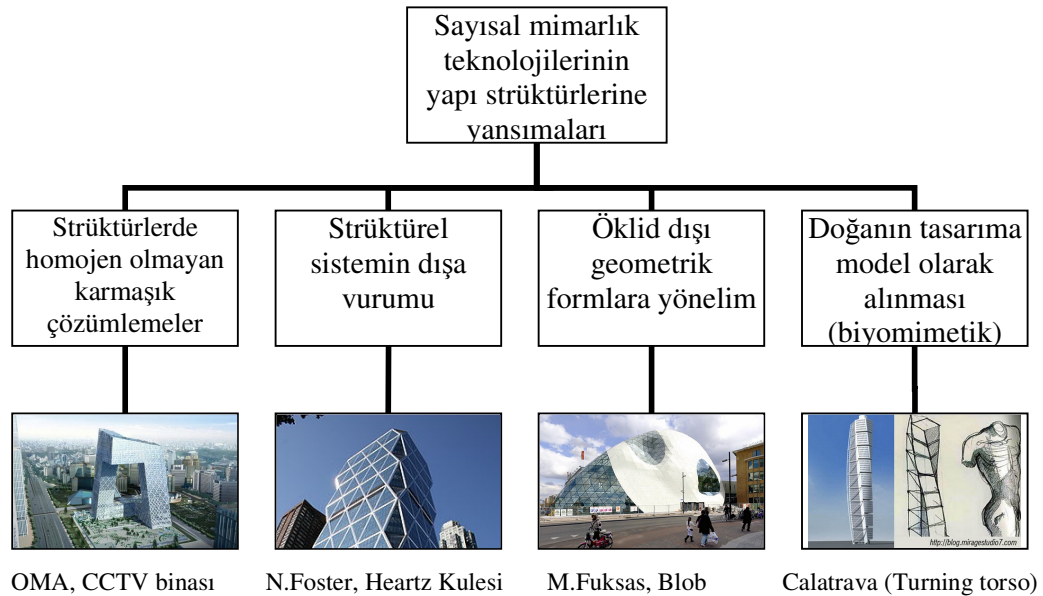 Sayısal mimarlık
teknolojilerinin
yapı strüktürlerine
yansımaları
Strüktürlerde
homojen olmayan
karmaşık
çözümlemeler
Strüktürel
sistemin dışa
vurumu
Öklid dışı
geometrik
formlara yönelim
Doğanın tasarıma
model olarak
alınması
(biyomimetik)
http://blog.miragestudio7.com/
OMA, CCTV binası
N.Foster, Heartz Kulesi
M.Fuksas, Blob
Calatrava (Turning torso)